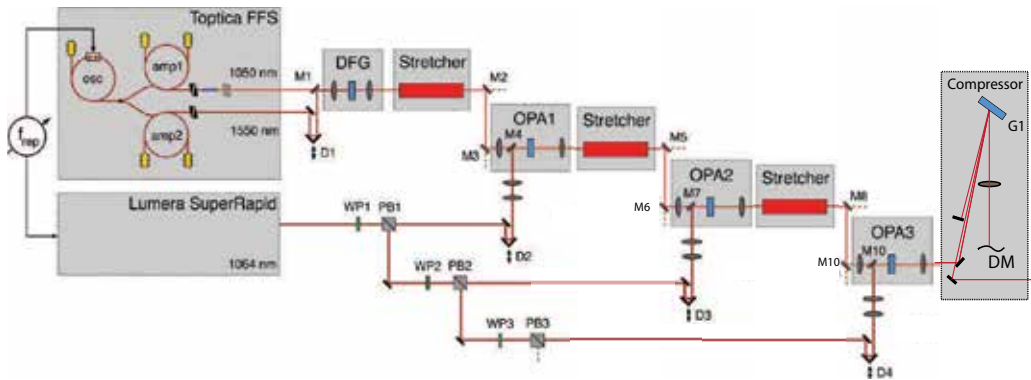 Toptica FFS
osc
amp1
1050 nm
amp2
1550 nm
f rep
M1
D1
DFG
Stretcher
M2
M3
M4
OPA1
Stretcher
M5
Lumera SuperRapid
1064 nm
WP1
PB1
D2
M6
M7
OPA2
Stretcher
M8
WP2
PB2
D3
M10
M10
OPA3
WP3
PB3
D4
Compressor
G1
DM